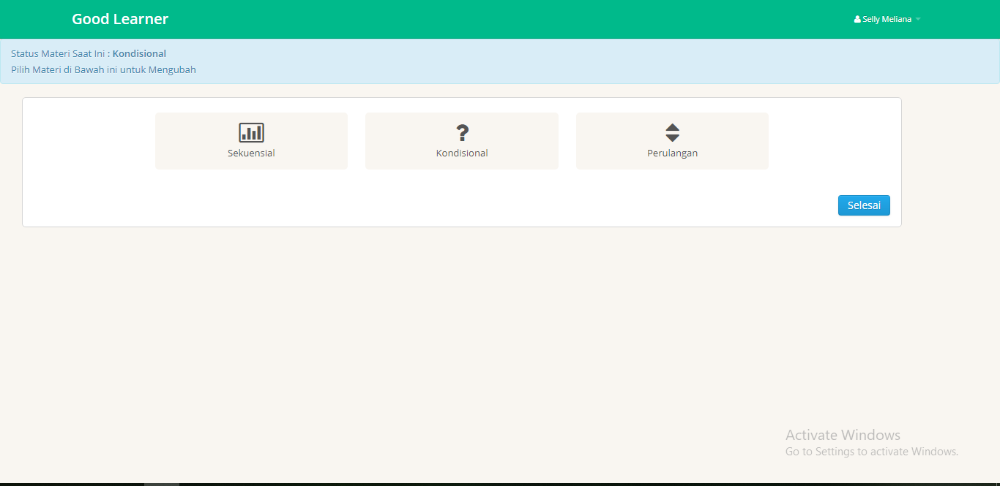 Good Learner
Selly Meliana
Status Materi Saat Ini : Kondisional
Pilih Materi di Bawah ini untuk Mengubah
Sekuensial
Kondisional
Perulangan
Selesai
Activate Windows
Go to Settings to activate Windows.